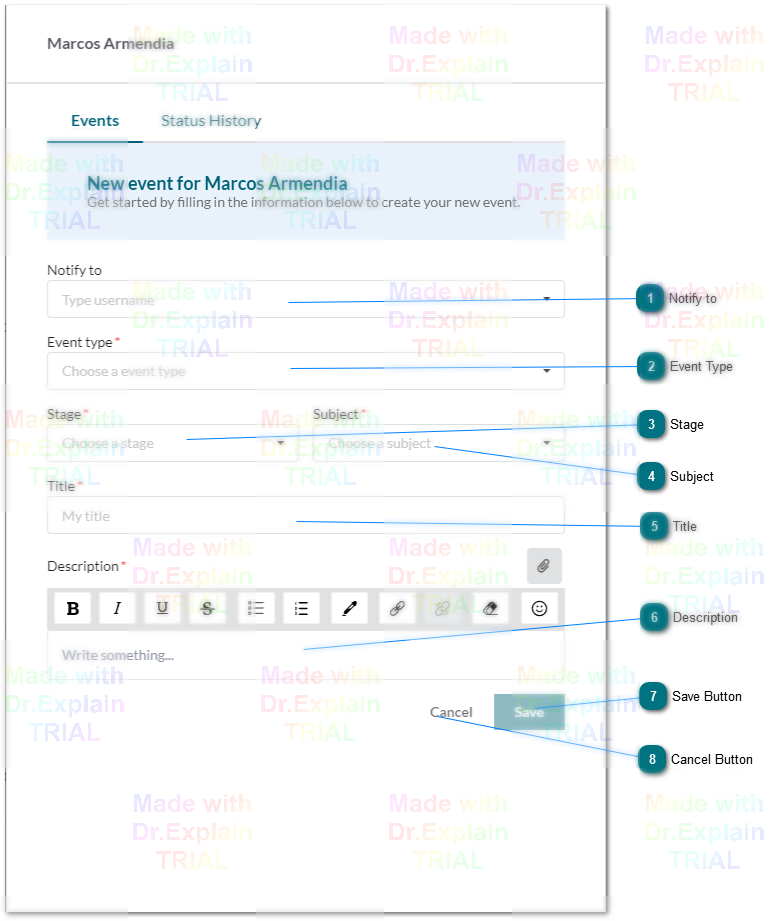 Marcos Armendia
Events Status History
New event for Marcos Armendia
Get started by filling in the information below to create your new event.
Notify to
Type username
1 Notify to
Event type *
Choose a event type
2 Event Type
Stage * Subject *
Choose a stage Choose a subject
3 Stage
4 Subject
Title *
My title
5 Title
Description *
B I U S
Write something...
6 Description
Cancel Save
7 Save Button
8 Cancel Button
Made with Dr.Explain TRIAL